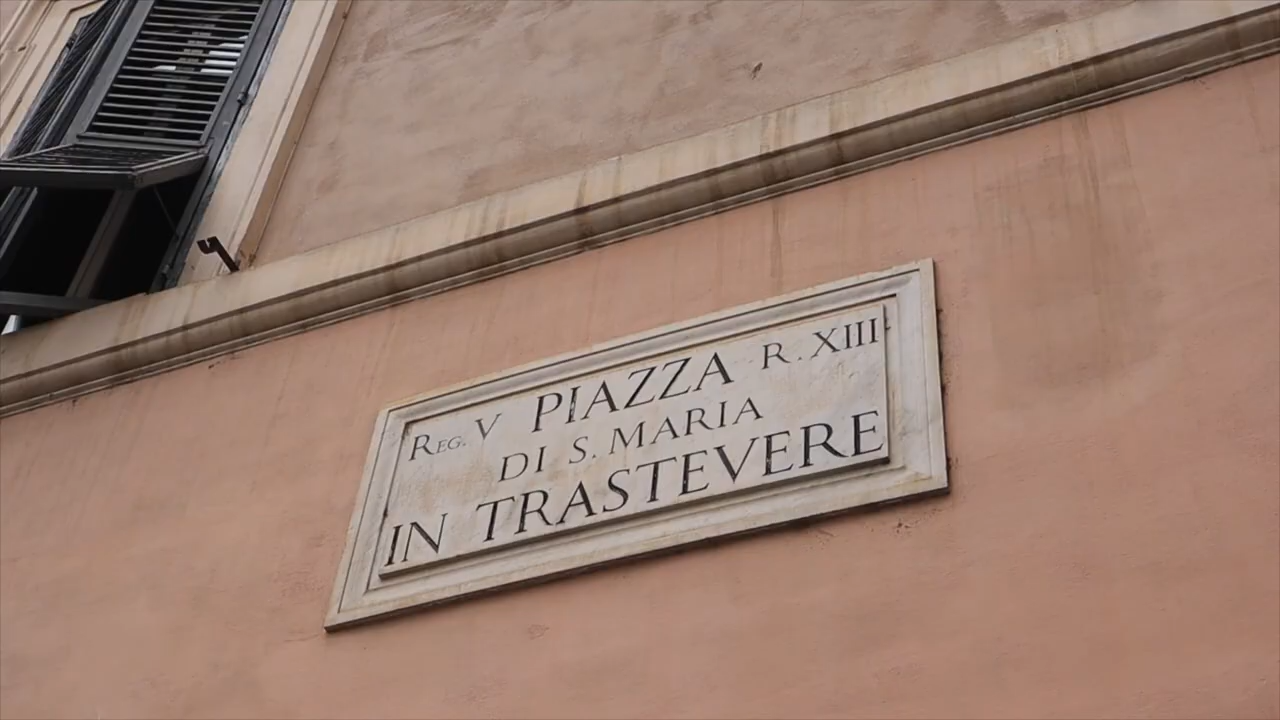 REG. V PIAZZA R. XIII
DI S. MARIA
IN TRASTEVERE